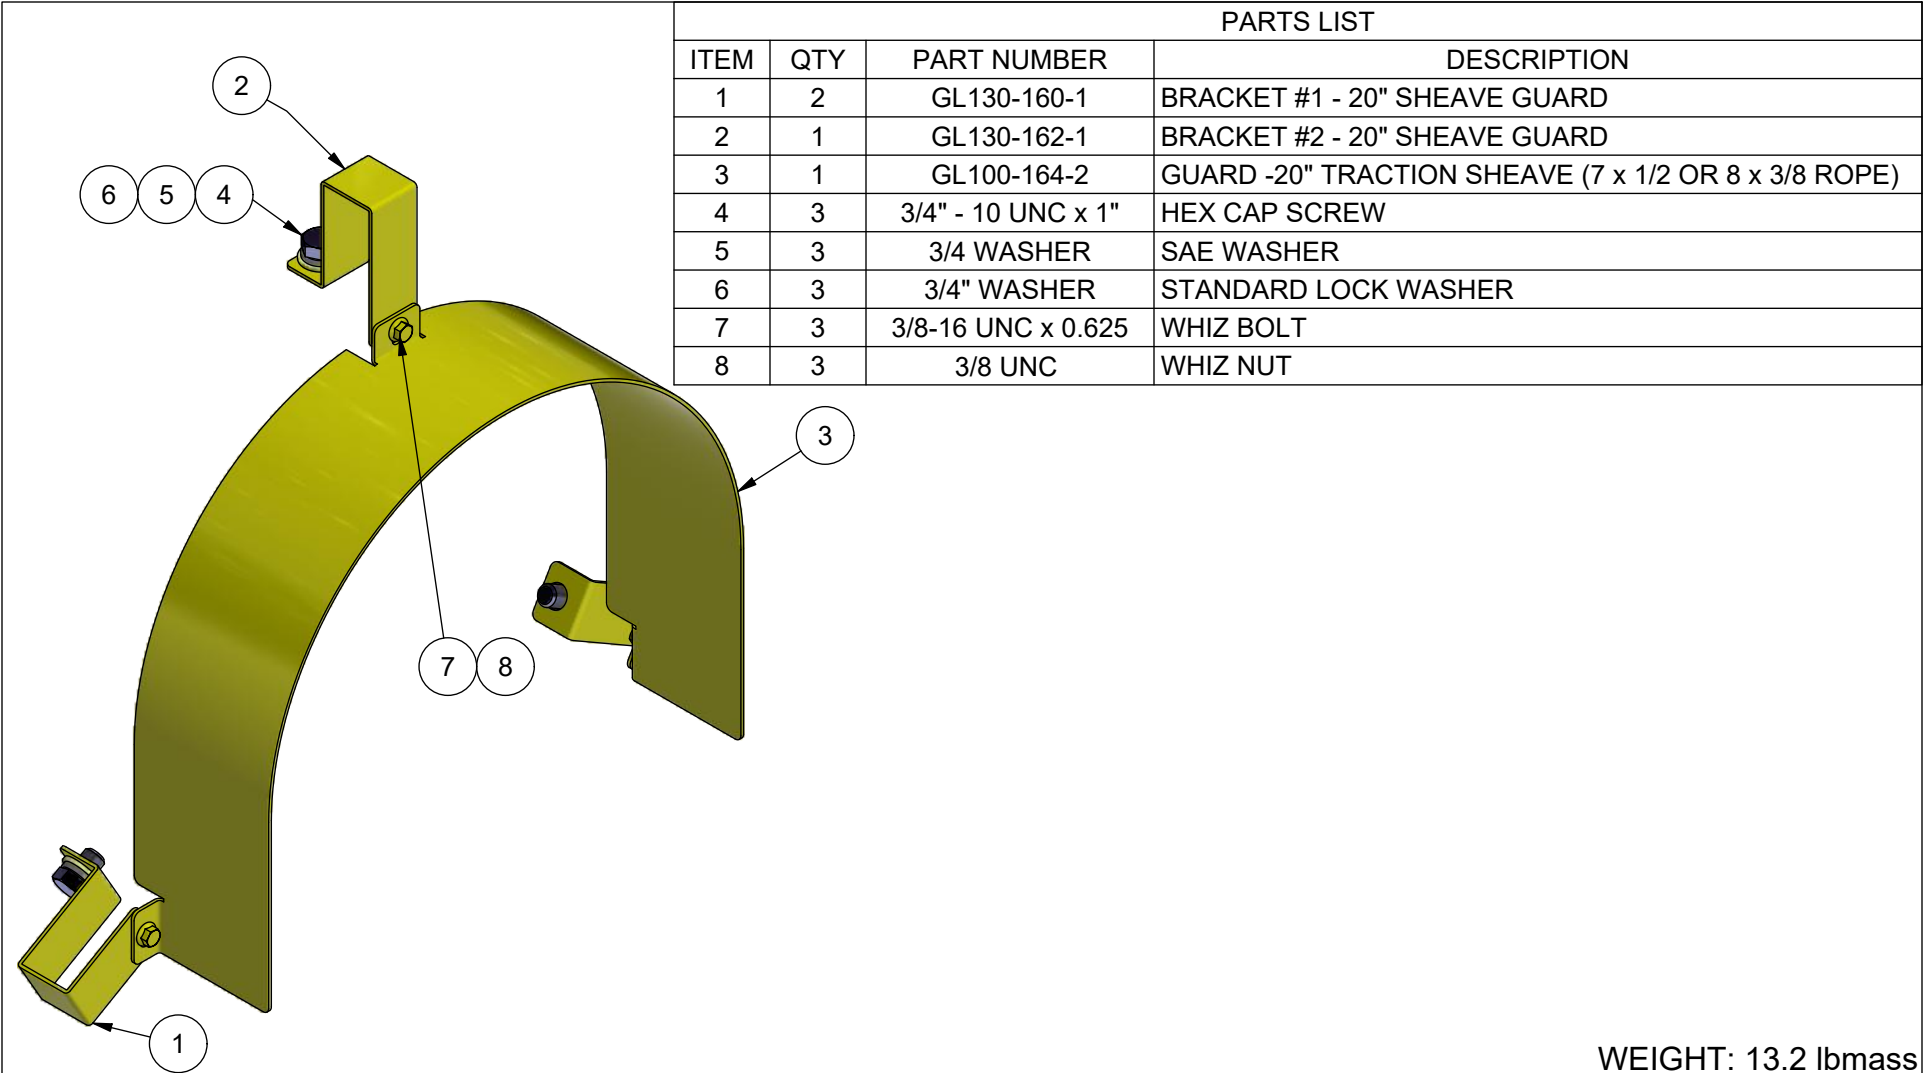 PARTS LIST
ITEM QTY PART NUMBER DESCRIPTION
1 2 GL130-160-1 BRACKET #1 - 20" SHEAVE GUARD
2 1 GL130-162-1 BRACKET #2 - 20" SHEAVE GUARD
3 1 GL100-164-2 GUARD -20" TRACTION SHEAVE (7 x 1/2 OR 8 x 3/8 ROPE)
4 3 3/4" - 10 UNC x 1" HEX CAP SCREW
5 3 3/4 WASHER SAE WASHER
6 3 3/4" WASHER STANDARD LOCK WASHER
7 3 3/8-16 UNC x 0.625 WHIZ BOLT
8 3 3/8 UNC WHIZ NUT
2
6 5 4
3
7 8
1
WEIGHT: 13.2 lbmass